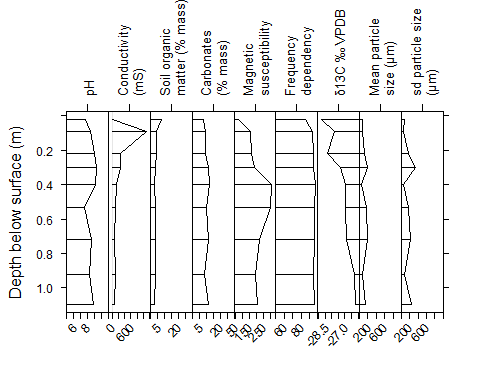 pH
Conductivity
(mS)
Soil organic
matter (% mass)
Carbonates
(% mass)
Magnetic
susceptibility
Frequency
dependency
δ13C ‰ VPDB
Mean particle
size (µm)
sd particle size
(µm)
Depth below surface (m)
0.2
0.4
0.6
0.8
1.0
6 8
0 600
5 20
5 20
50 150 250
60 80
-28.5 -27.0
200 600
200 600